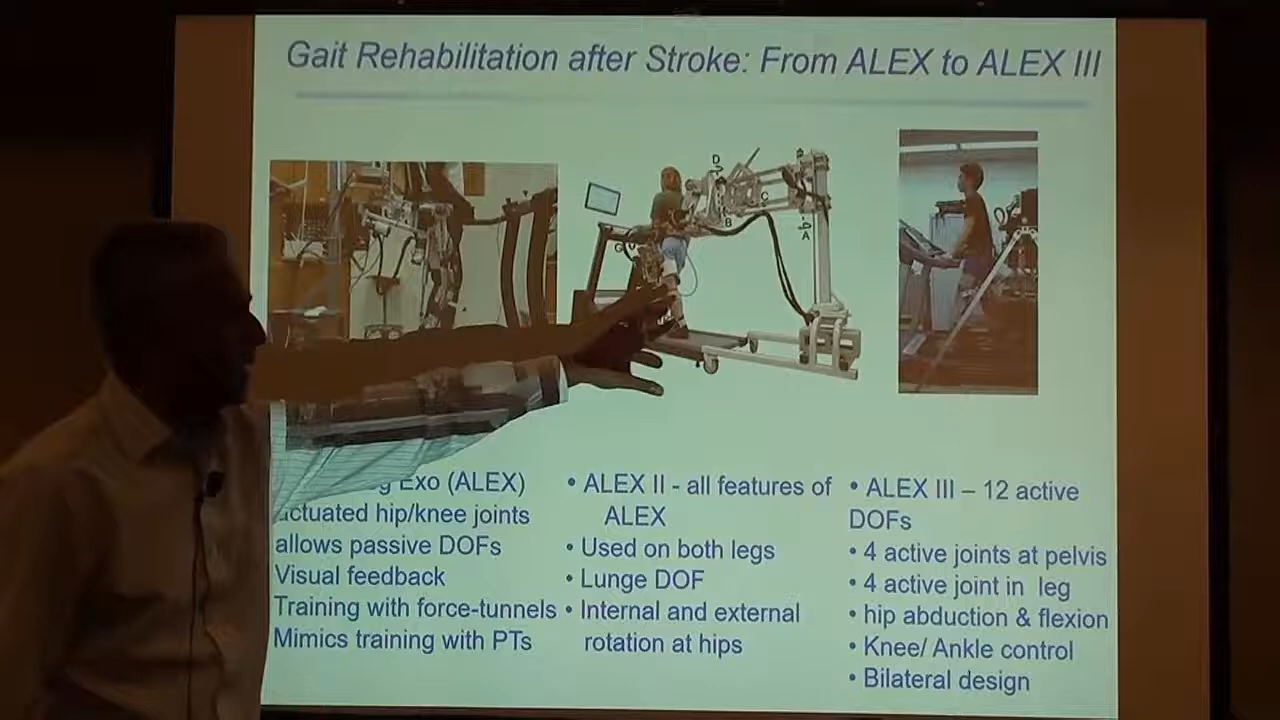 Gait Rehabilitation after Stroke: From ALEX to ALEX III
D
C
B
A
G
Exo (ALEX)
actuated hip/knee joints
allows passive DOFs
Visual feedback
Training with force-tunnels
Mimics training with PTs
• ALEX II - all features of
ALEX
• Used on both legs
• Lunge DOF
• Internal and external
rotation at hips
• ALEX III – 12 active
DOFs
• 4 active joints at pelvis
• 4 active joint in leg
• hip abduction & flexion
• Knee/ Ankle control
• Bilateral design